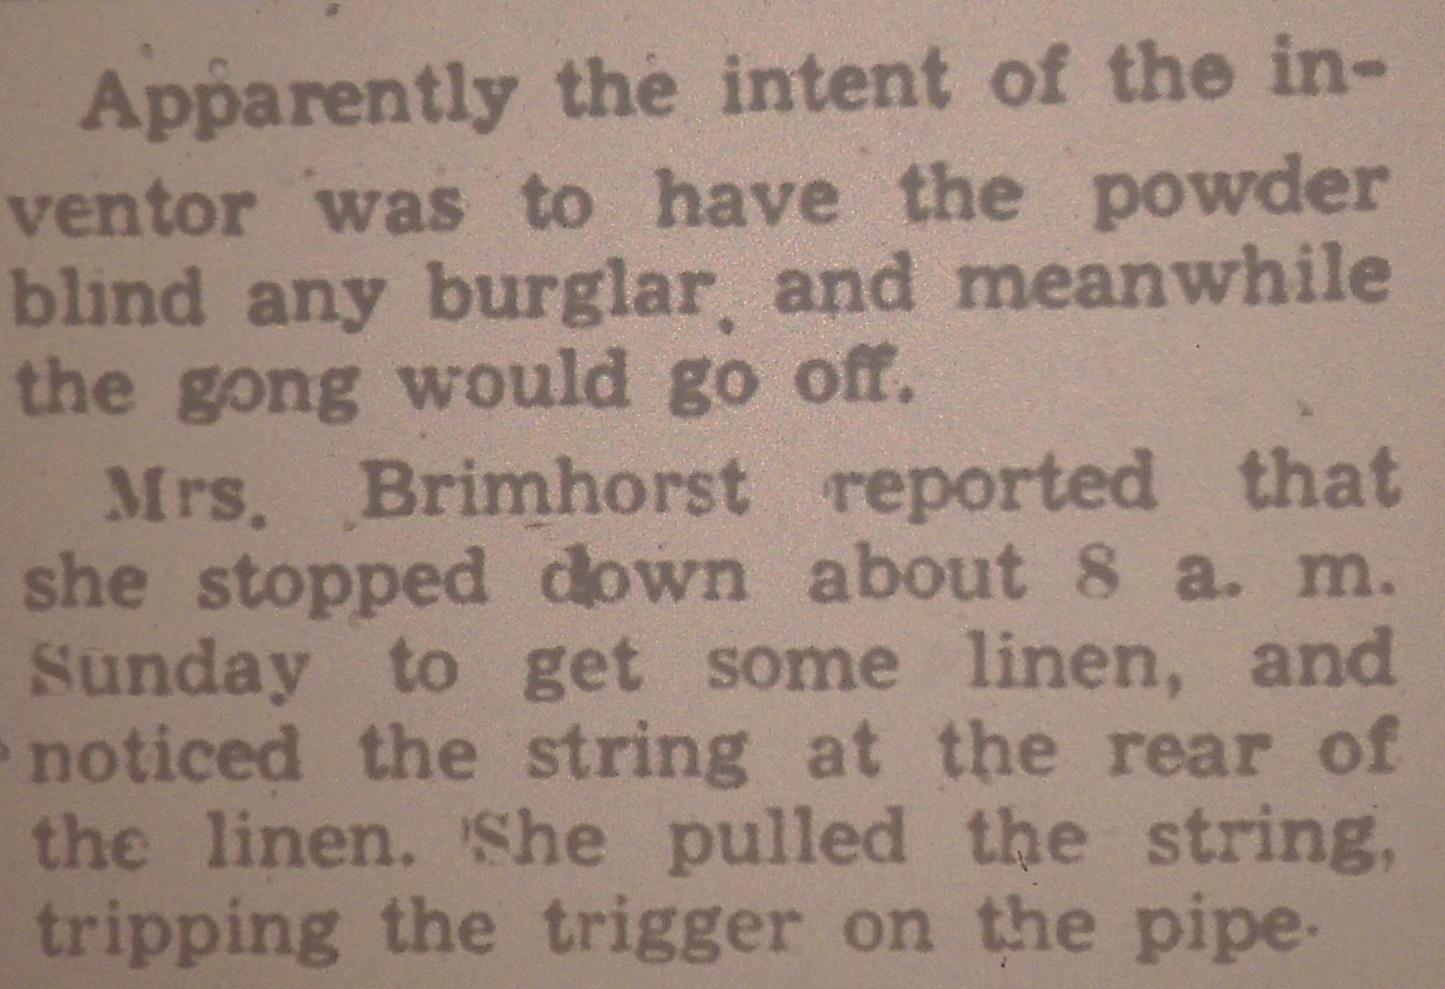 Apparently the intent of the in-
ventor was to have the powder
blind any burglar, and meanwhile
the gong would go off.
Mrs. Brimhorst reported that
she stopped down about 8 a. m.
Sunday to get some linen, and
noticed the string at the rear of
the linen. She pulled the string,
tripping the trigger on the pipe.